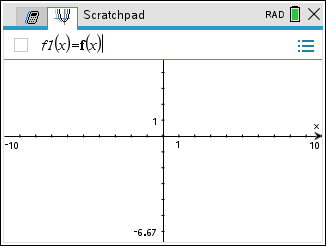 Scratchpad RAD
f1(x)=f(x)
1
x
-10 1 10
-6.67